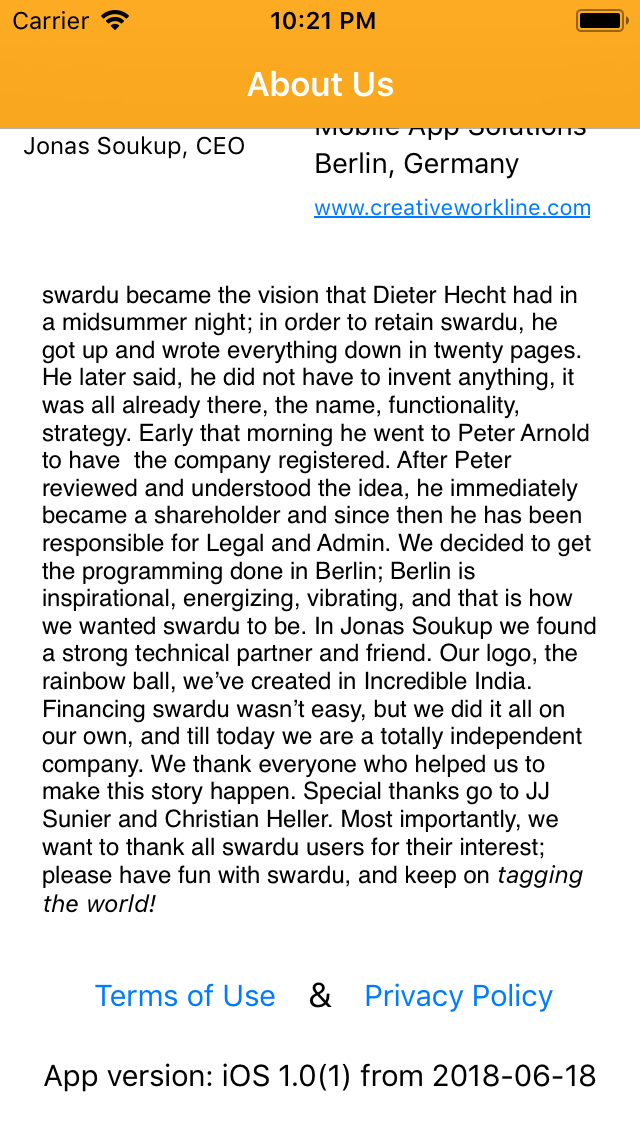 Carrier 10:21 PM
About Us
Mobile App Solutions
Jonas Soukup, CEO
Berlin, Germany
www.creativeworkline.com
swardu became the vision that Dieter Hecht had in
a midsummer night; in order to retain swardu, he
got up and wrote everything down in twenty pages.
He later said, he did not have to invent anything, it
was all already there, the name, functionality,
strategy. Early that morning he went to Peter Arnold
to have  the company registered. After Peter
reviewed and understood the idea, he immediately
became a shareholder and since then he has been
responsible for Legal and Admin. We decided to get
the programming done in Berlin; Berlin is
inspirational, energizing, vibrating, and that is how
we wanted swardu to be. In Jonas Soukup we found
a strong technical partner and friend. Our logo, the
rainbow ball, we’ve created in Incredible India.
Financing swardu wasn’t easy, but we did it all on
our own, and till today we are a totally independent
company. We thank everyone who helped us to
make this story happen. Special thanks go to JJ
Sunier and Christian Heller. Most importantly, we
want to thank all swardu users for their interest;
please have fun with swardu, and keep on tagging
the world!
Terms of Use & Privacy Policy
App version: iOS 1.0(1) from 2018-06-18